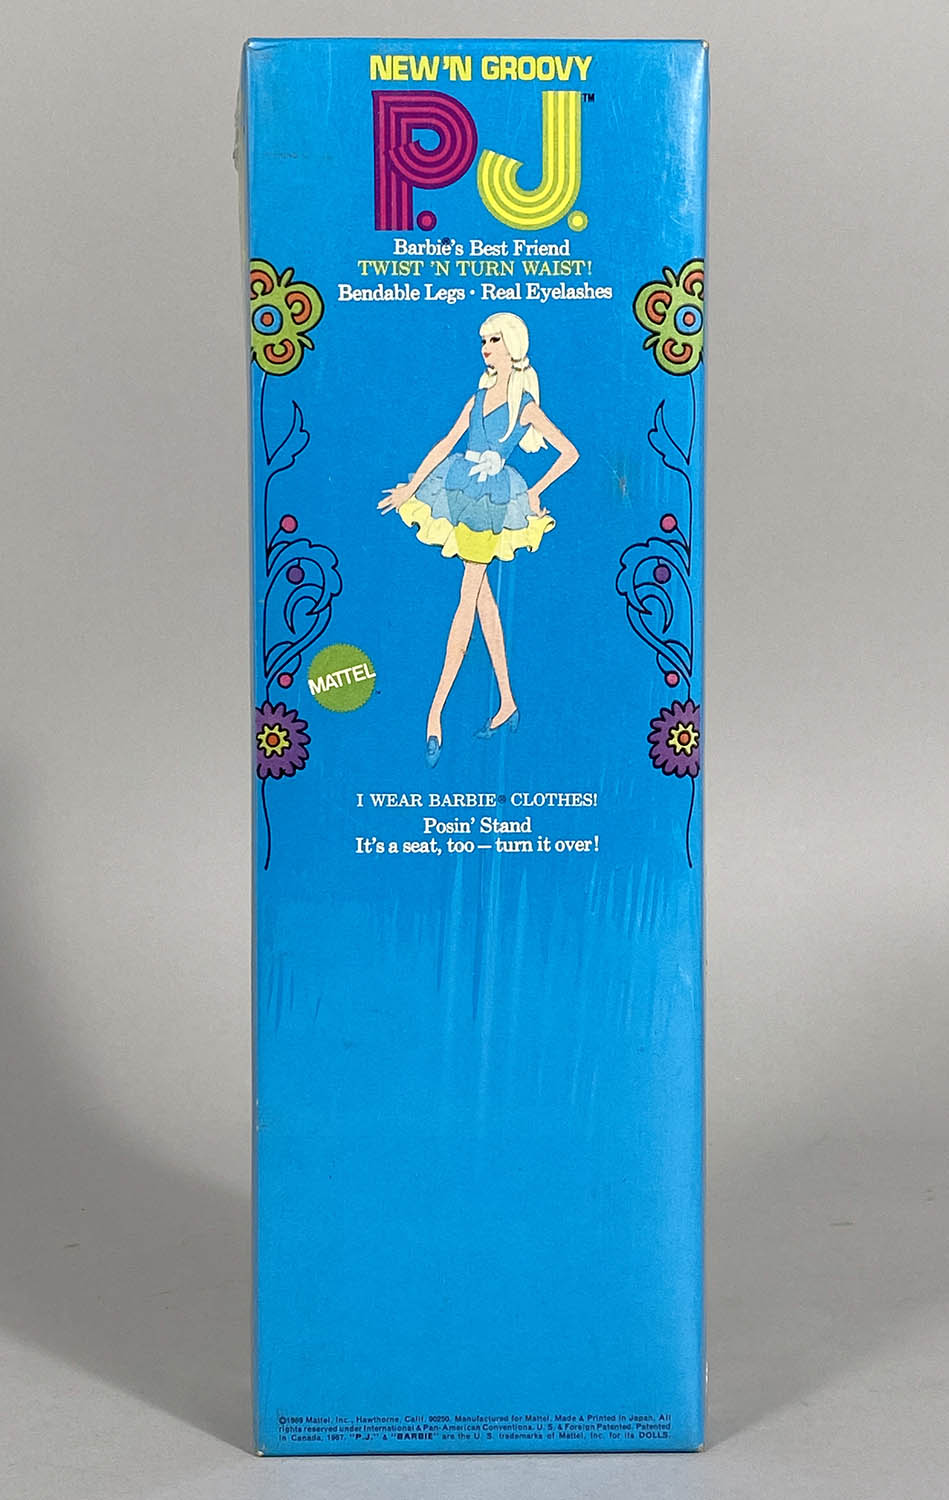 NEW 'N GROOVY
P.J.™
Barbie®'s Best Friend
TWIST 'N TURN WAIST!
Bendable Legs • Real Eyelashes
MATTEL
I WEAR BARBIE® CLOTHES!
Posin' Stand
It's a seat, too — turn it over!
©1969 Mattel, Inc., Hawthorne, Calif. 90250. Manufactured for Mattel. Made & Printed in Japan. All
rights reserved under International & Pan-American Conventions. U. S. & Foreign Patented. Patented
in Canada, 1967. "P.J." & "BARBIE" are the U. S. trademarks of Mattel, Inc. for its DOLLS.